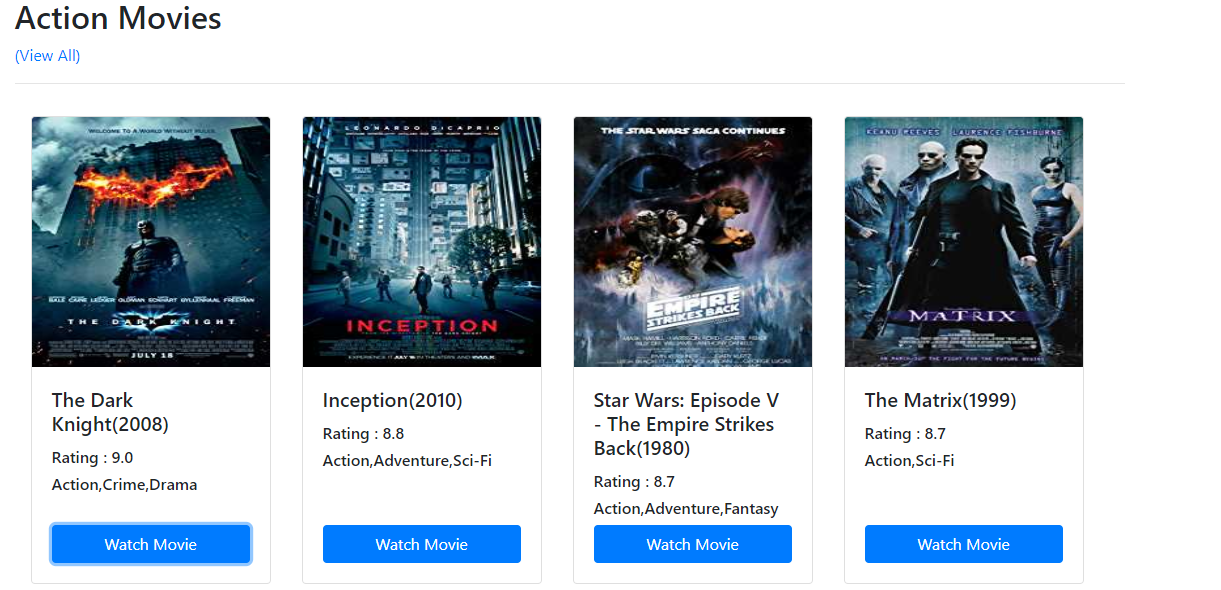 Action Movies
(View All)
WELCOME TO A WORLD WITHOUT RULES
BALE CAINE LEDGER OLDMAN ECKHART GYLLENHAAL FREEMAN
THE DARK KNIGHT
JULY 18
The Dark
Knight(2008)
Rating : 9.0
Action,Crime,Drama
Watch Movie
LEONARDO DICAPRIO
INCEPTION
Inception(2010)
Rating : 8.8
Action,Adventure,Sci-Fi
Watch Movie
THE STAR WARS SAGA CONTINUES
THE
EMPIRE
STRIKES BACK
Star Wars: Episode V
- The Empire Strikes
Back(1980)
Rating : 8.7
Action,Adventure,Fantasy
Watch Movie
KEANU REEVES LAURENCE FISHBURNE
MATRIX
The Matrix(1999)
Rating : 8.7
Action,Sci-Fi
Watch Movie